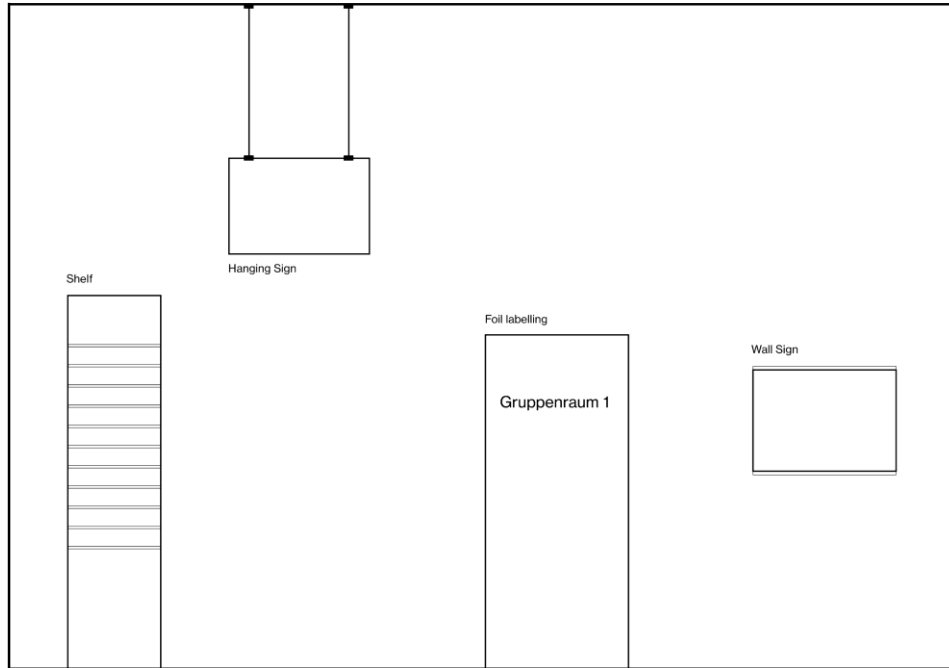 Hanging Sign
Shelf
Foil labelling
Gruppenraum 1
Wall Sign